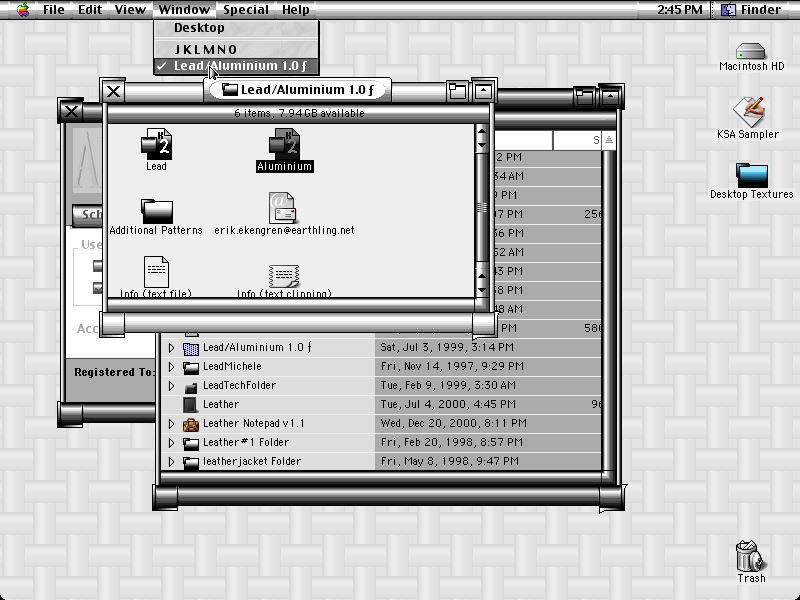 File Edit View Window Special Help 2:45 PM Finder
Desktop
J K L M N O
✓ Lead/Aluminium 1.0 ƒ
Macintosh HD
KSA Sampler
Desktop Textures
Trash
Lead/Aluminium 1.0 ƒ
6 items, 7.94 GB available
Lead
Aluminium
Additional Patterns
erik.ekengren@earthling.net
Info (text file)
Info (text clipping)
A
Sch
Use
Acc
Registered To:
S
2 PM
34 AM
9 PM
07 PM 256
36 PM
52 AM
43 PM
58 PM
48 AM
PM 580
Lead/Aluminium 1.0 ƒ Sat, Jul 3, 1999, 3:14 PM
LeadMichele Fri, Nov 14, 1997, 9:29 PM
LeadTechFolder Tue, Feb 9, 1999, 3:30 AM
Leather Tue, Jul 4, 2000, 4:45 PM 96
Leather Notepad v1.1 Wed, Dec 20, 2000, 8:11 PM
Leather#1 Folder Fri, Feb 20, 1998, 8:57 PM
leatherjacket Folder Fri, May 8, 1998, 9:47 PM